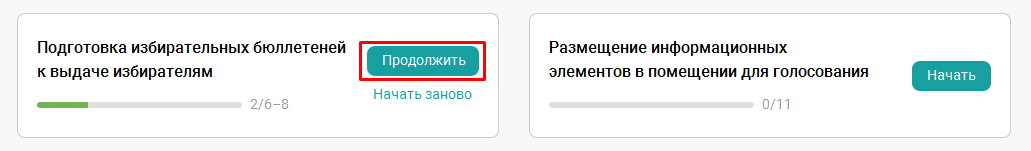 Подготовка избирательных бюллетеней
к выдаче избирателям
Продолжить
Начать заново
2/6–8
Размещение информационных
элементов в помещении для голосования
Начать
0/11